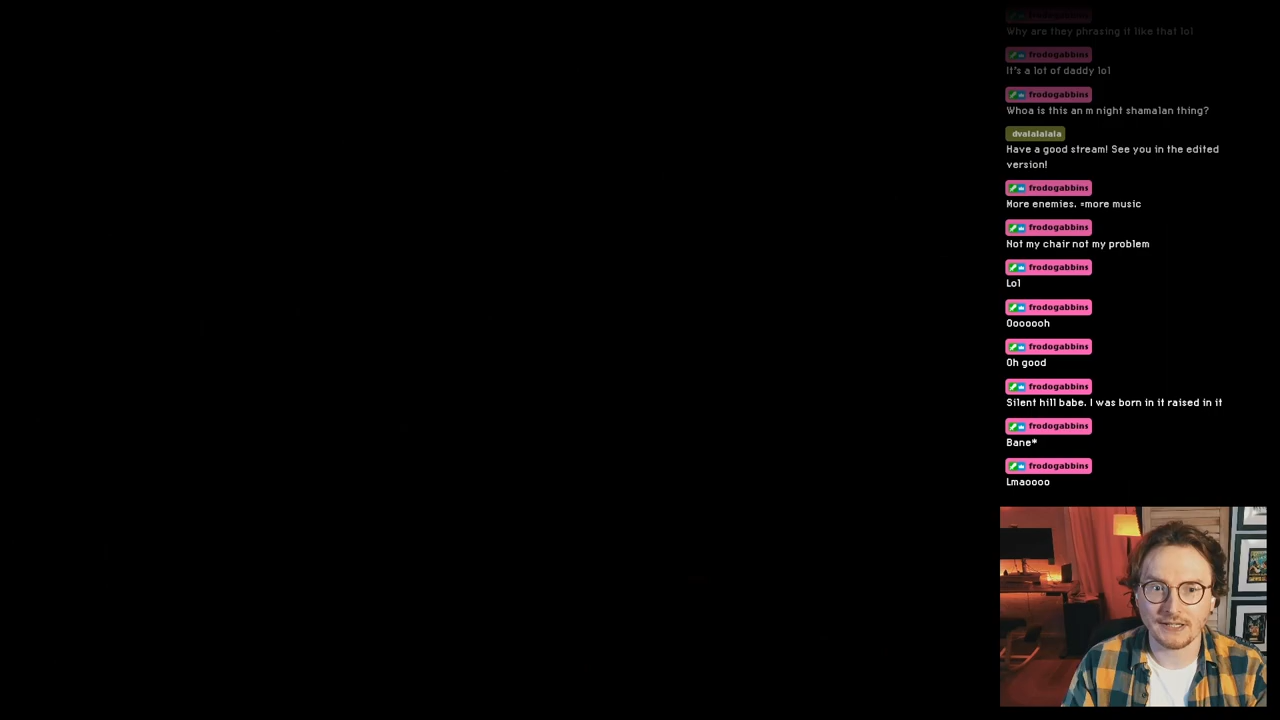 Why are they phrasing it like that lol
frodogabbins
It's a lot of daddy lol
frodogabbins
Whoa is this an m night shamalan thing?
dvalalalala
Have a good stream! See you in the edited
version!
frodogabbins
More enemies. =more music
frodogabbins
Not my chair not my problem
frodogabbins
Lol
frodogabbins
Ooooooh
frodogabbins
Oh good
frodogabbins
Silent hill babe. I was born in it raised in it
frodogabbins
Bane*
frodogabbins
Lmaoooo